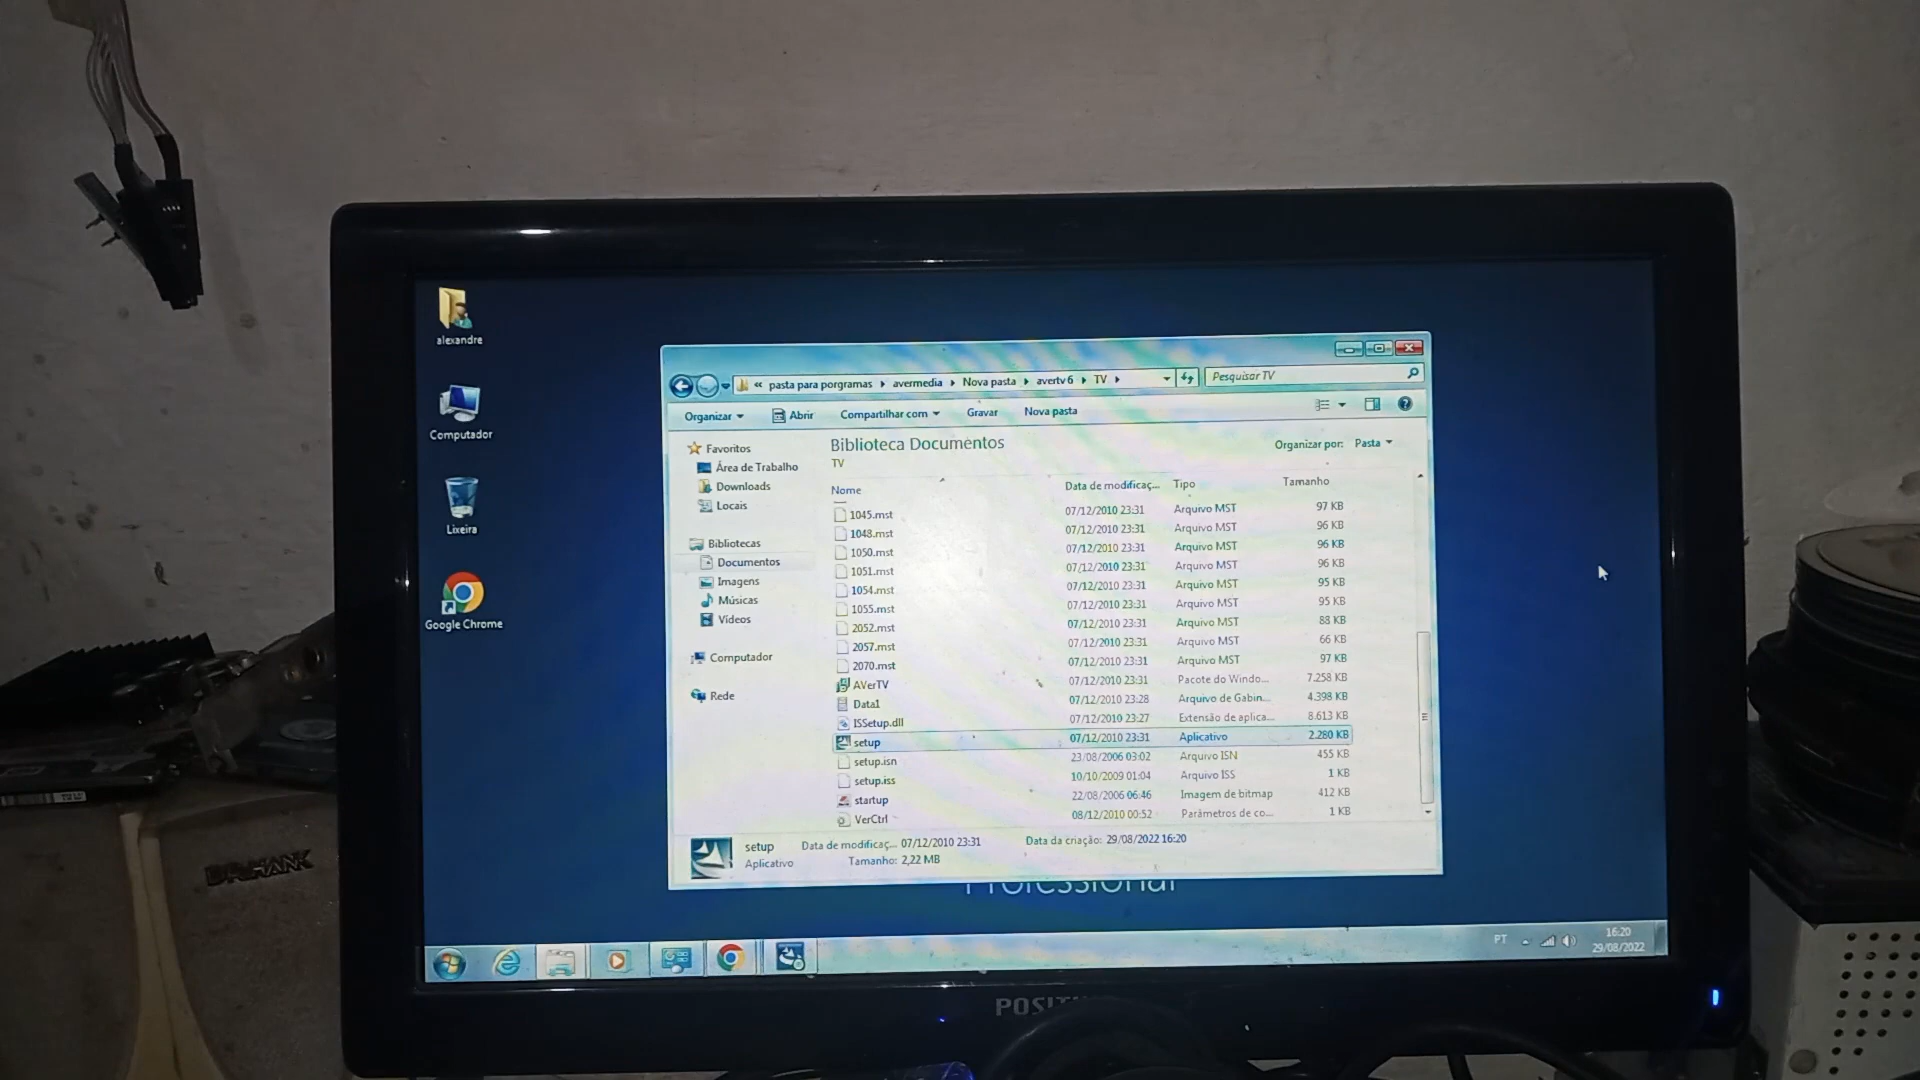 alexandre
Computador
Lixeira
Google Chrome
« pasta para porgramas ▸ avermedia ▸ Nova pasta ▸ avertv6 ▸ TV ▸
Pesquisar TV
Organizar Abrir Compartilhar com Gravar Nova pasta
Favoritos
Área de Trabalho
Downloads
Locais
Bibliotecas
Documentos
Imagens
Músicas
Vídeos
Computador
Rede
Biblioteca Documentos
TV
Organizar por: Pasta
Nome Data de modificaç... Tipo Tamanho
1045.mst 07/12/2010 23:31 Arquivo MST 97 KB
1048.mst 07/12/2010 23:31 Arquivo MST 96 KB
1050.mst 07/12/2010 23:31 Arquivo MST 96 KB
1051.mst 07/12/2010 23:31 Arquivo MST 96 KB
1054.mst 07/12/2010 23:31 Arquivo MST 95 KB
1055.mst 07/12/2010 23:31 Arquivo MST 95 KB
2052.mst 07/12/2010 23:31 Arquivo MST 88 KB
2057.mst 07/12/2010 23:31 Arquivo MST 66 KB
2070.mst 07/12/2010 23:31 Arquivo MST 97 KB
AVerTV 07/12/2010 23:31 Pacote do Windo... 7.258 KB
Data1 07/12/2010 23:28 Arquivo de Gabin... 4.398 KB
ISSetup.dll 07/12/2010 23:27 Extensão de aplica... 8.613 KB
setup 07/12/2010 23:31 Aplicativo 2.280 KB
setup.isn 23/08/2006 03:02 Arquivo ISN 455 KB
setup.iss 10/10/2009 01:04 Arquivo ISS 1 KB
startup 22/08/2006 06:46 Imagem de bitmap 412 KB
VerCtrl 08/12/2010 00:52 Parâmetros de co... 1 KB
setup Data de modificaç... 07/12/2010 23:31 Data da criação: 29/08/2022 16:20
Aplicativo Tamanho: 2,22 MB
Professional
PT
16:20
29/08/2022